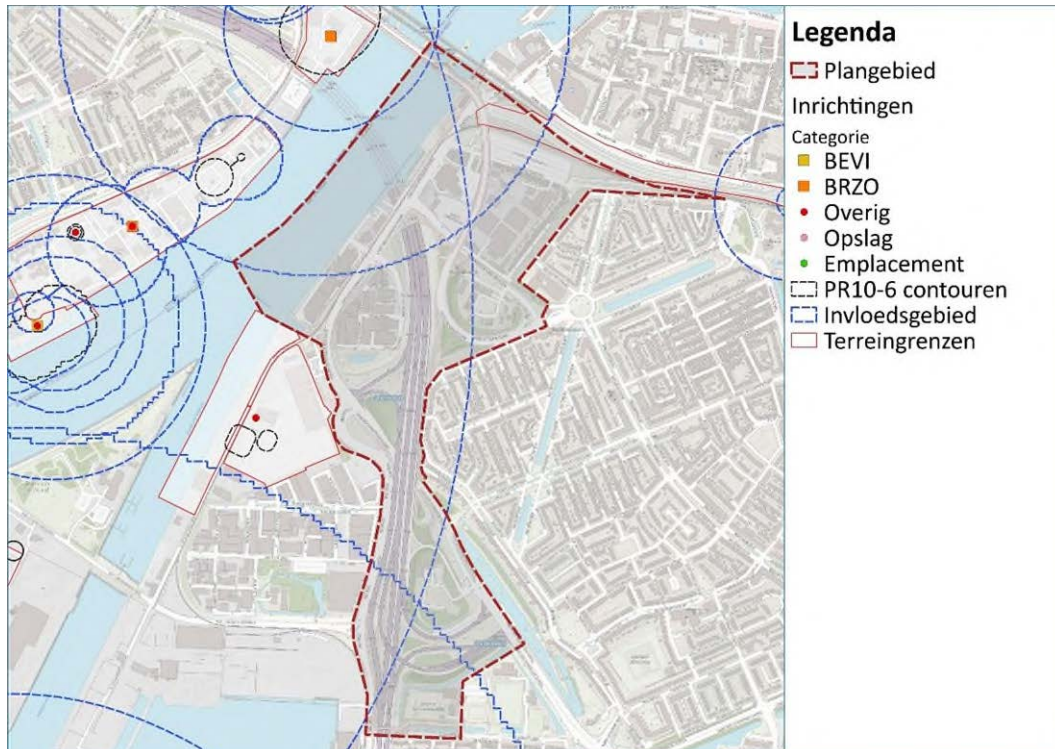 Legenda
Plangebied
Inrichtingen
Categorie
BEVI
BRZO
Overig
Opslag
Emplacement
PR10-6 contouren
Invloedsgebied
Terreingrenzen